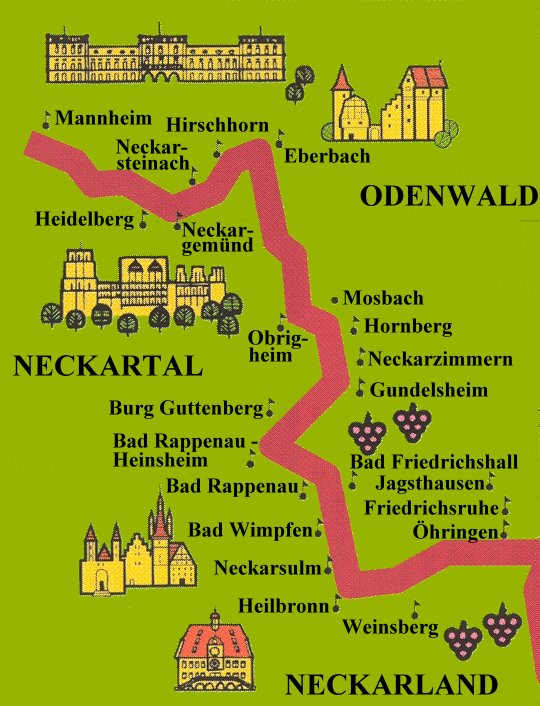 Mannheim
Hirschhorn
Neckar-
steinach
Eberbach
ODENWALD
Heidelberg
Neckar-
gemünd
Mosbach
Hornberg
Obrig-
heim
NECKARTAL
Neckarzimmern
Gundelsheim
Burg Guttenberg
Bad Rappenau -
Heinsheim
Bad Friedrichshall
Jagsthausen
Bad Rappenau
Friedrichsruhe
Bad Wimpfen
Öhringen
Neckarsulm
Heilbronn
Weinsberg
NECKARLAND